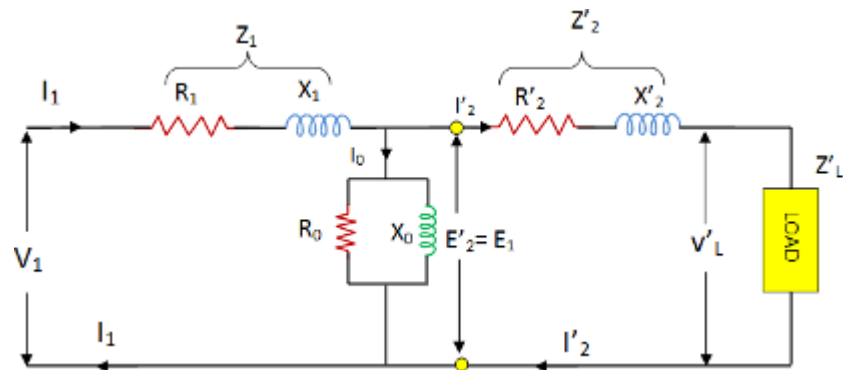 Z₁
Z'₂
I₁
R₁
X₁
I'₂
R'₂
X'₂
I₀
Z'L
R₀
X₀
E'₂= E₁
V₁
v'L
LOAD
I₁
I'₂